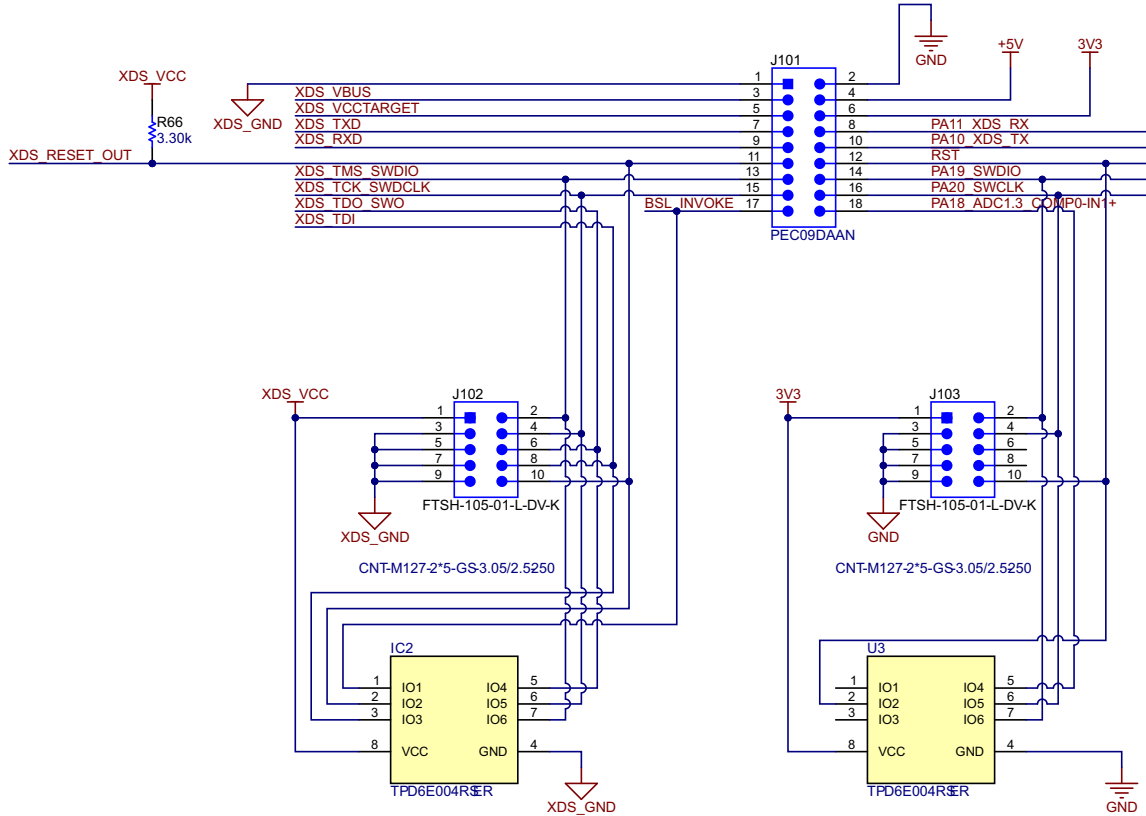 J101
GND
+5V
3V3
XDS_VCC
R66
3.30k
XDS_GND
XDS_RESET_OUT
1 2
XDS_VBUS 3 4
XDS_VCCTARGET 5 6
XDS_TXD 7 8 PA11_XDS_RX
XDS_RXD 9 10 PA10_XDS_TX
11 12 RST
XDS_TMS_SWDIO 13 14 PA19_SWDIO
XDS_TCK_SWDCLK 15 16 PA20_SWCLK
XDS_TDO_SWO BSL_INVOKE 17 18 PA18_ADC1.3_COMP0-IN1+
XDS_TDI
PEC09DAAN
XDS_VCC
J102
1 2
3 4
5 6
7 8
9 10
FTSH-105-01-L-DV-K
XDS_GND
CNT-M127-2*5-GS-3.05/2.5-250
3V3
J103
1 2
3 4
5 6
7 8
9 10
FTSH-105-01-L-DV-K
GND
CNT-M127-2*5-GS-3.05/2.5-250
IC2
1 IO1 IO4 5
2 IO2 IO5 6
3 IO3 IO6 7
8 VCC GND 4
TPD6E004RSER
XDS_GND
U3
1 IO1 IO4 5
2 IO2 IO5 6
3 IO3 IO6 7
8 VCC GND 4
TPD6E004RSER
GND